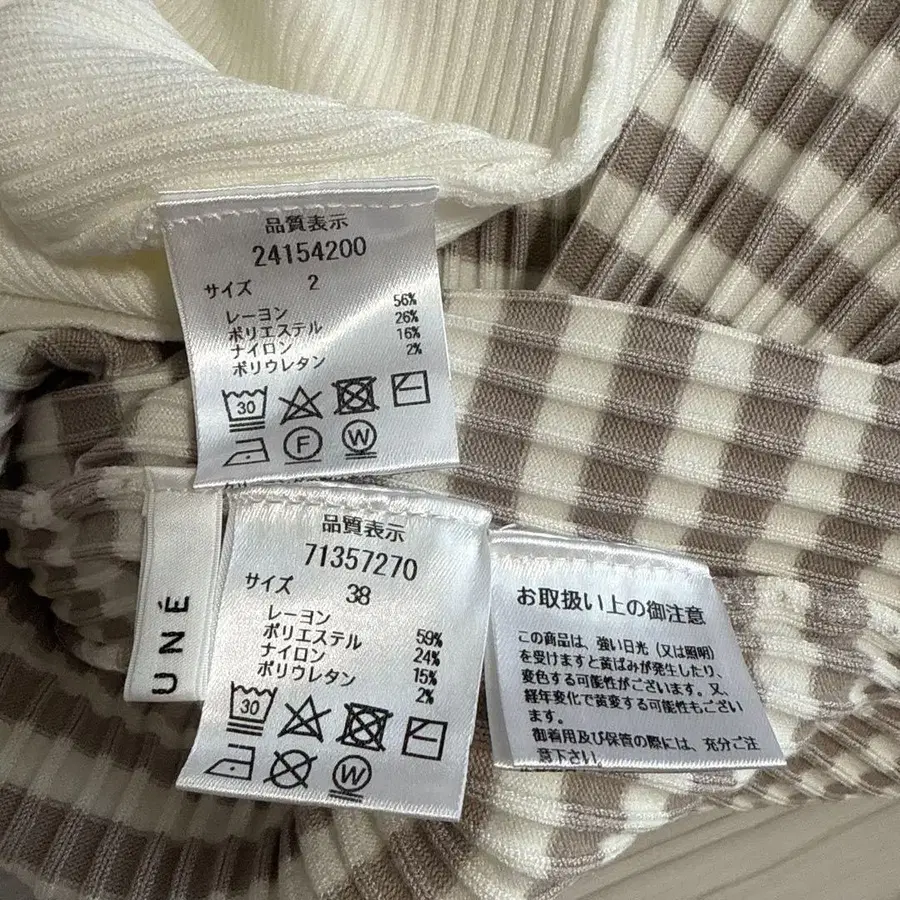 品質表示
24154200
サイズ 2
レーヨン 56%
ポリエステル 26%
ナイロン 16%
ポリウレタン 2%
30
F
W
UNÉ
品質表示
71357270
サイズ 38
レーヨン 59%
ポリエステル 24%
ナイロン 15%
ポリウレタン 2%
30
W
お取扱い上の御注意
この商品は、強い日光（又は照明）
を受けますと黄ばみが発生したり、
変色する可能性がございます。又、
経年変化で黄変する可能性もござい
ます。
御着用及び保管の際には、充分ご注
意下さい。